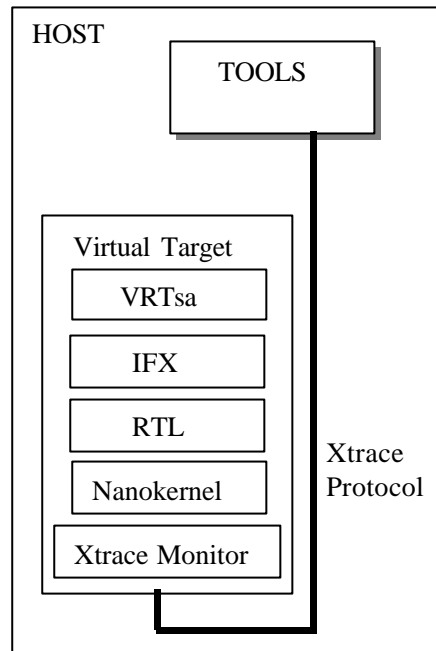 HOST
TOOLS
Virtual Target
VRTsa
IFX
RTL
Nanokernel
Xtrace Monitor
Xtrace
Protocol